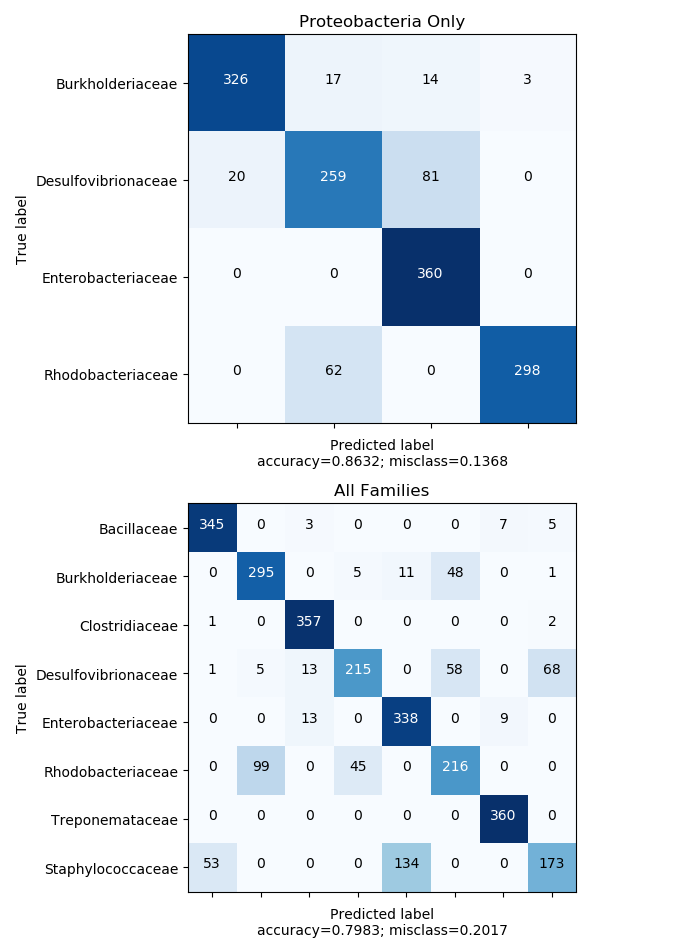 Proteobacteria Only
True label
Burkholderiaceae 326 17 14 3
Desulfovibrionaceae 20 259 81 0
Enterobacteriaceae 0 0 360 0
Rhodobacteriaceae 0 62 0 298
Predicted label
accuracy=0.8632; misclass=0.1368
All Families
True label
Bacillaceae 345 0 3 0 0 0 7 5
Burkholderiaceae 0 295 0 5 11 48 0 1
Clostridiaceae 1 0 357 0 0 0 0 2
Desulfovibrionaceae 1 5 13 215 0 58 0 68
Enterobacteriaceae 0 0 13 0 338 0 9 0
Rhodobacteriaceae 0 99 0 45 0 216 0 0
Treponemataceae 0 0 0 0 0 0 360 0
Staphylococcaceae 53 0 0 0 134 0 0 173
Predicted label
accuracy=0.7983; misclass=0.2017